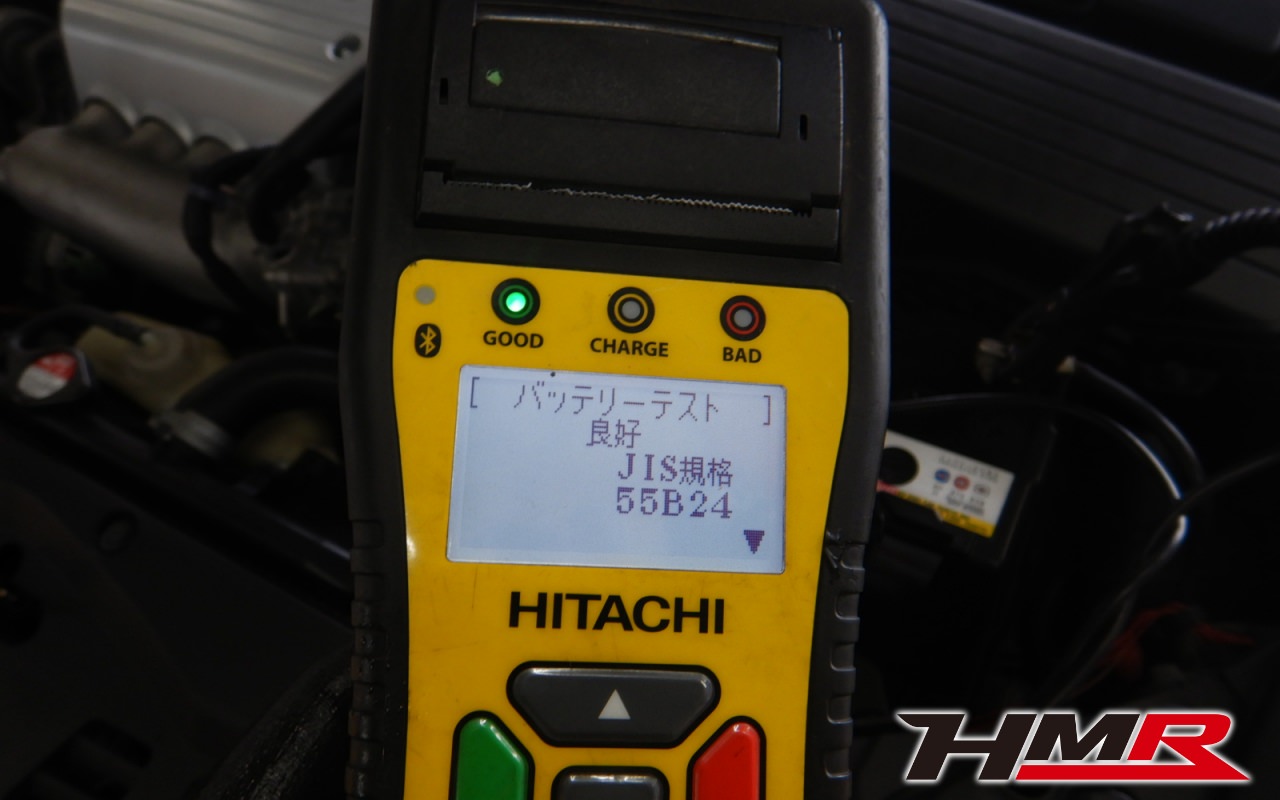 GOOD
CHARGE
BAD
[ バッテリーテスト ]
良好
JIS規格
55B24
▼
HITACHI
▲
HMR